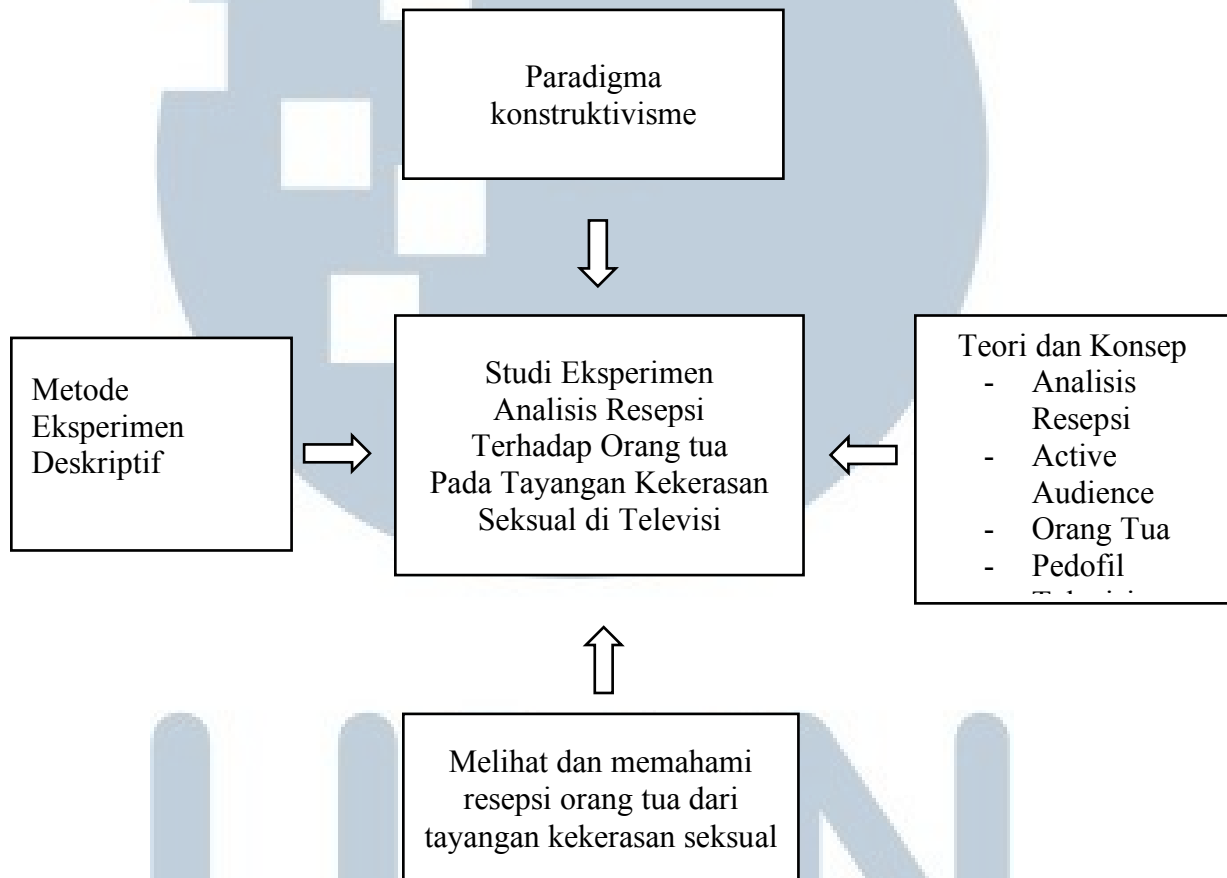 Paradigma
konstruktivisme
Metode
Eksperimen
Deskriptif
Studi Eksperimen
Analisis Resepsi
Terhadap Orang tua
Pada Tayangan Kekerasan
Seksual di Televisi
Teori dan Konsep
- Analisis
Resepsi
- Active
Audience
- Orang Tua
- Pedofil
Melihat dan memahami
resepsi orang tua dari
tayangan kekerasan seksual